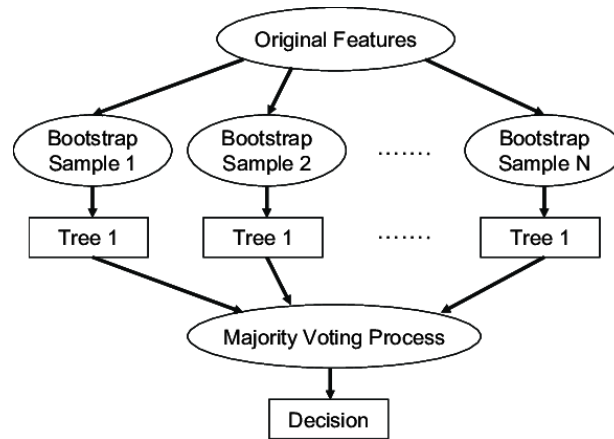 Original Features
Bootstrap
Sample 1
Bootstrap
Sample 2
.......
Bootstrap
Sample N
Tree 1
Tree 1
.......
Tree 1
Majority Voting Process
Decision